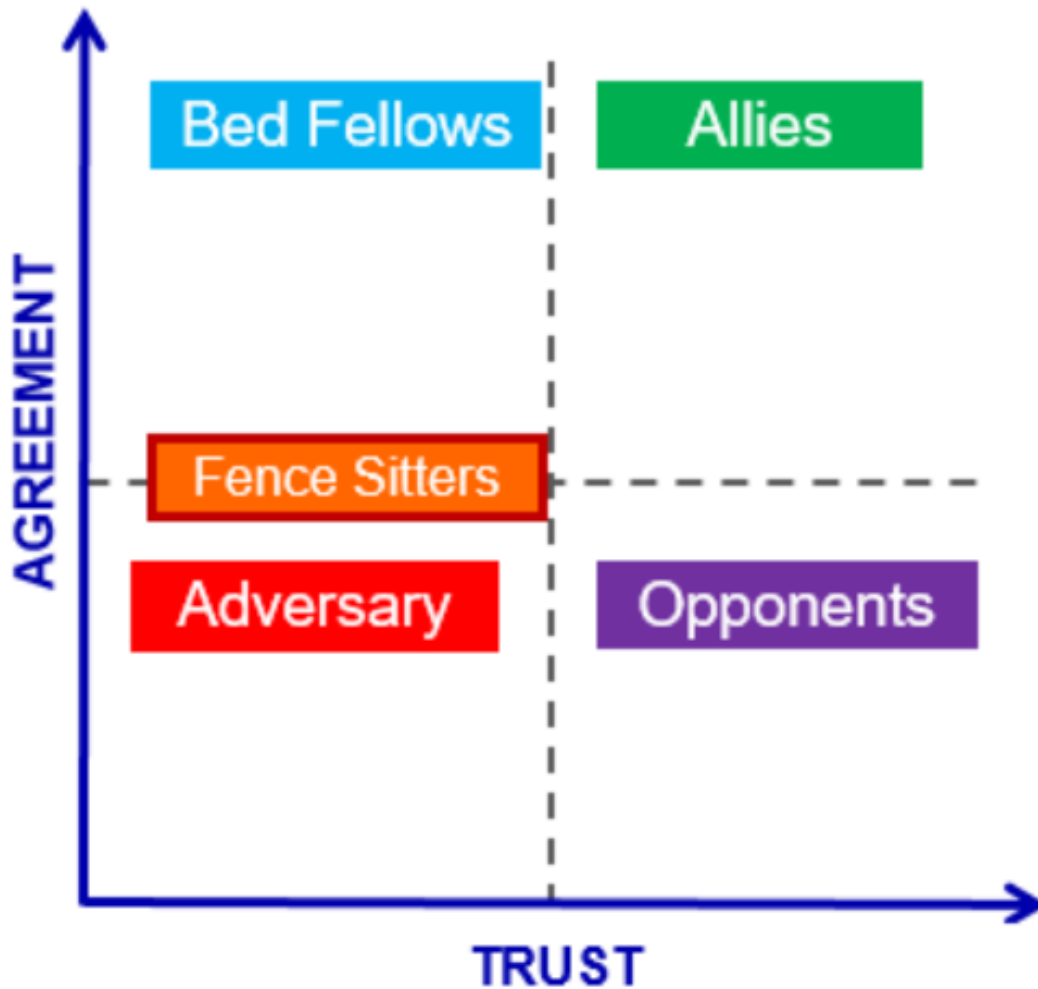 Bed Fellows
Allies
AGREEMENT
Fence Sitters
Adversary
Opponents
TRUST